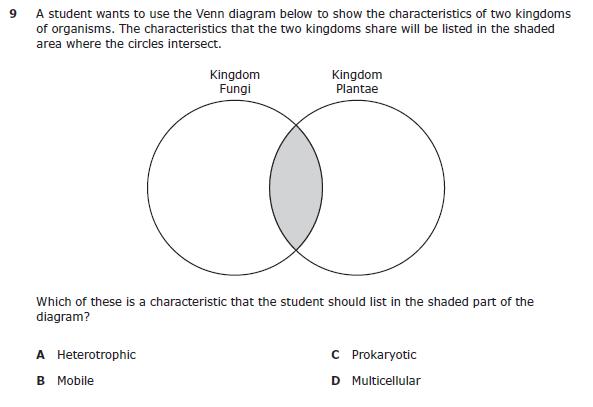 9 A student wants to use the Venn diagram below to show the characteristics of two kingdoms
of organisms. The characteristics that the two kingdoms share will be listed in the shaded
area where the circles intersect.
Kingdom Kingdom
Fungi Plantae
Which of these is a characteristic that the student should list in the shaded part of the
diagram?
A Heterotrophic C Prokaryotic
B Mobile D Multicellular